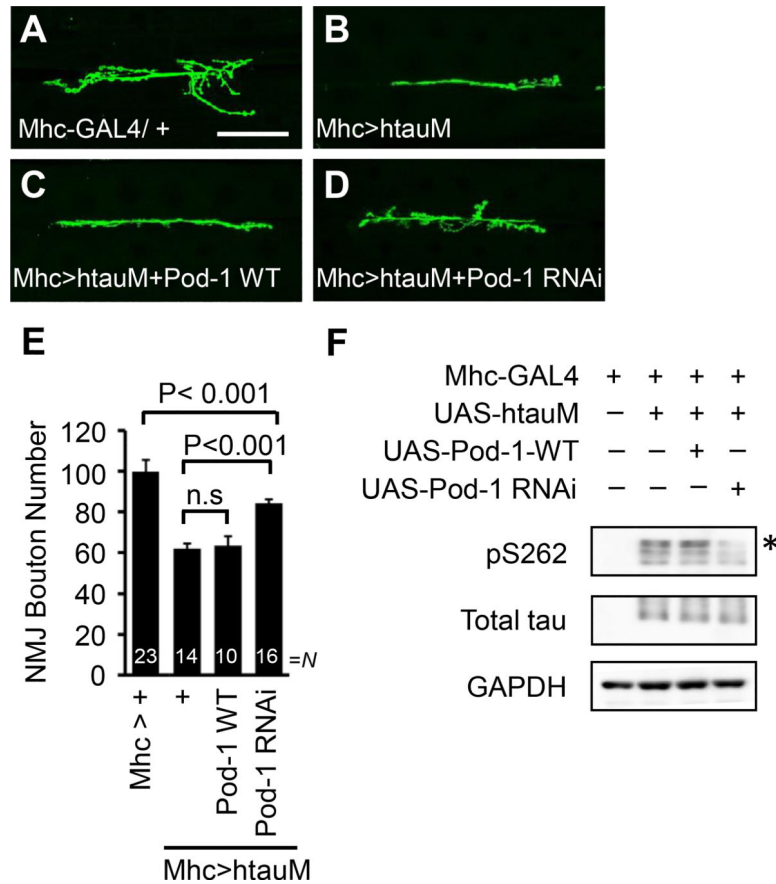 A
Mhc-GAL4/ +
B
Mhc>htauM
C
Mhc>htauM+Pod-1 WT
D
Mhc>htauM+Pod-1 RNAi
E
P< 0.001
P<0.001
n.s
NMJ Bouton Number
120
100
80
60
40
20
0
23 14 10 16 =N
Mhc > +
+
Pod-1 WT
Pod-1 RNAi
Mhc>htauM
F
Mhc-GAL4 + + + +
UAS-htauM − + + +
UAS-Pod-1-WT − − + −
UAS-Pod-1 RNAi − − − +
pS262 *
Total tau
GAPDH